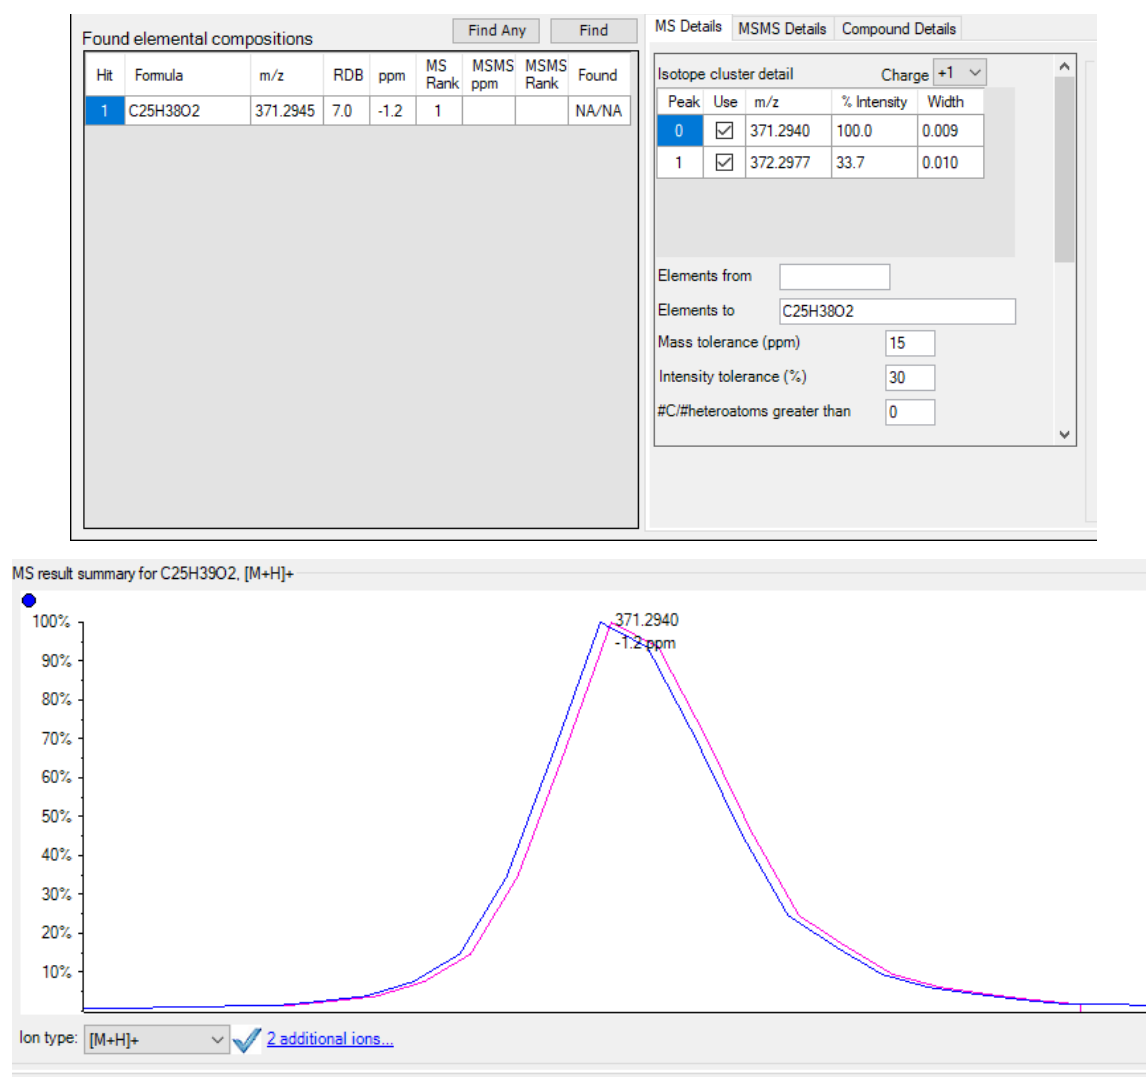 Found elemental compositions
Find Any
Find
Hit Formula m/z RDB ppm MS Rank MSMS ppm MSMS Rank Found
1 C25H38O2 371.2945 7.0 -1.2 1 NA/NA
MS Details MSMS Details Compound Details
Isotope cluster detail Charge +1
Peak Use m/z % Intensity Width
0 371.2940 100.0 0.009
1 372.2977 33.7 0.010
Elements from
Elements to C25H38O2
Mass tolerance (ppm) 15
Intensity tolerance (%) 30
#C/#heteroatoms greater than 0
MS result summary for C25H39O2, [M+H]+
100%
371.2940
-1.2 ppm
90%
80%
70%
60%
50%
40%
30%
20%
10%
Ion type: [M+H]+ 2 additional ions...